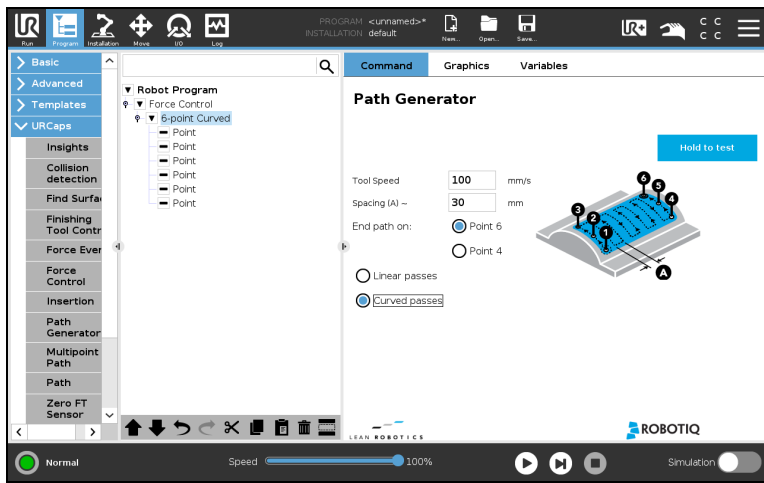 UR
PROGRAM <unnamed>*
INSTALLATION default
Run
Program
Installation
Move
I/O
Log
New...
Open...
Save...
UR+
C C
C C
Basic
Advanced
Templates
URCaps
Insights
Collision
detection
Find Surfa
Finishing
Tool Contr
Force Even
Force
Control
Insertion
Path
Generator
Multipoint
Path
Path
Zero FT
Sensor
Robot Program
Force Control
6-point Curved
Point
Point
Point
Point
Point
Point
Command Graphics Variables
Path Generator
Hold to test
Tool Speed 100 mm/s
Spacing (A) ~ 30 mm
End path on: Point 6
Point 4
Linear passes
Curved passes
6
5
4
3
2
1
A
LEAN ROBOTICS
ROBOTIQ
Normal
Speed 100%
Simulation